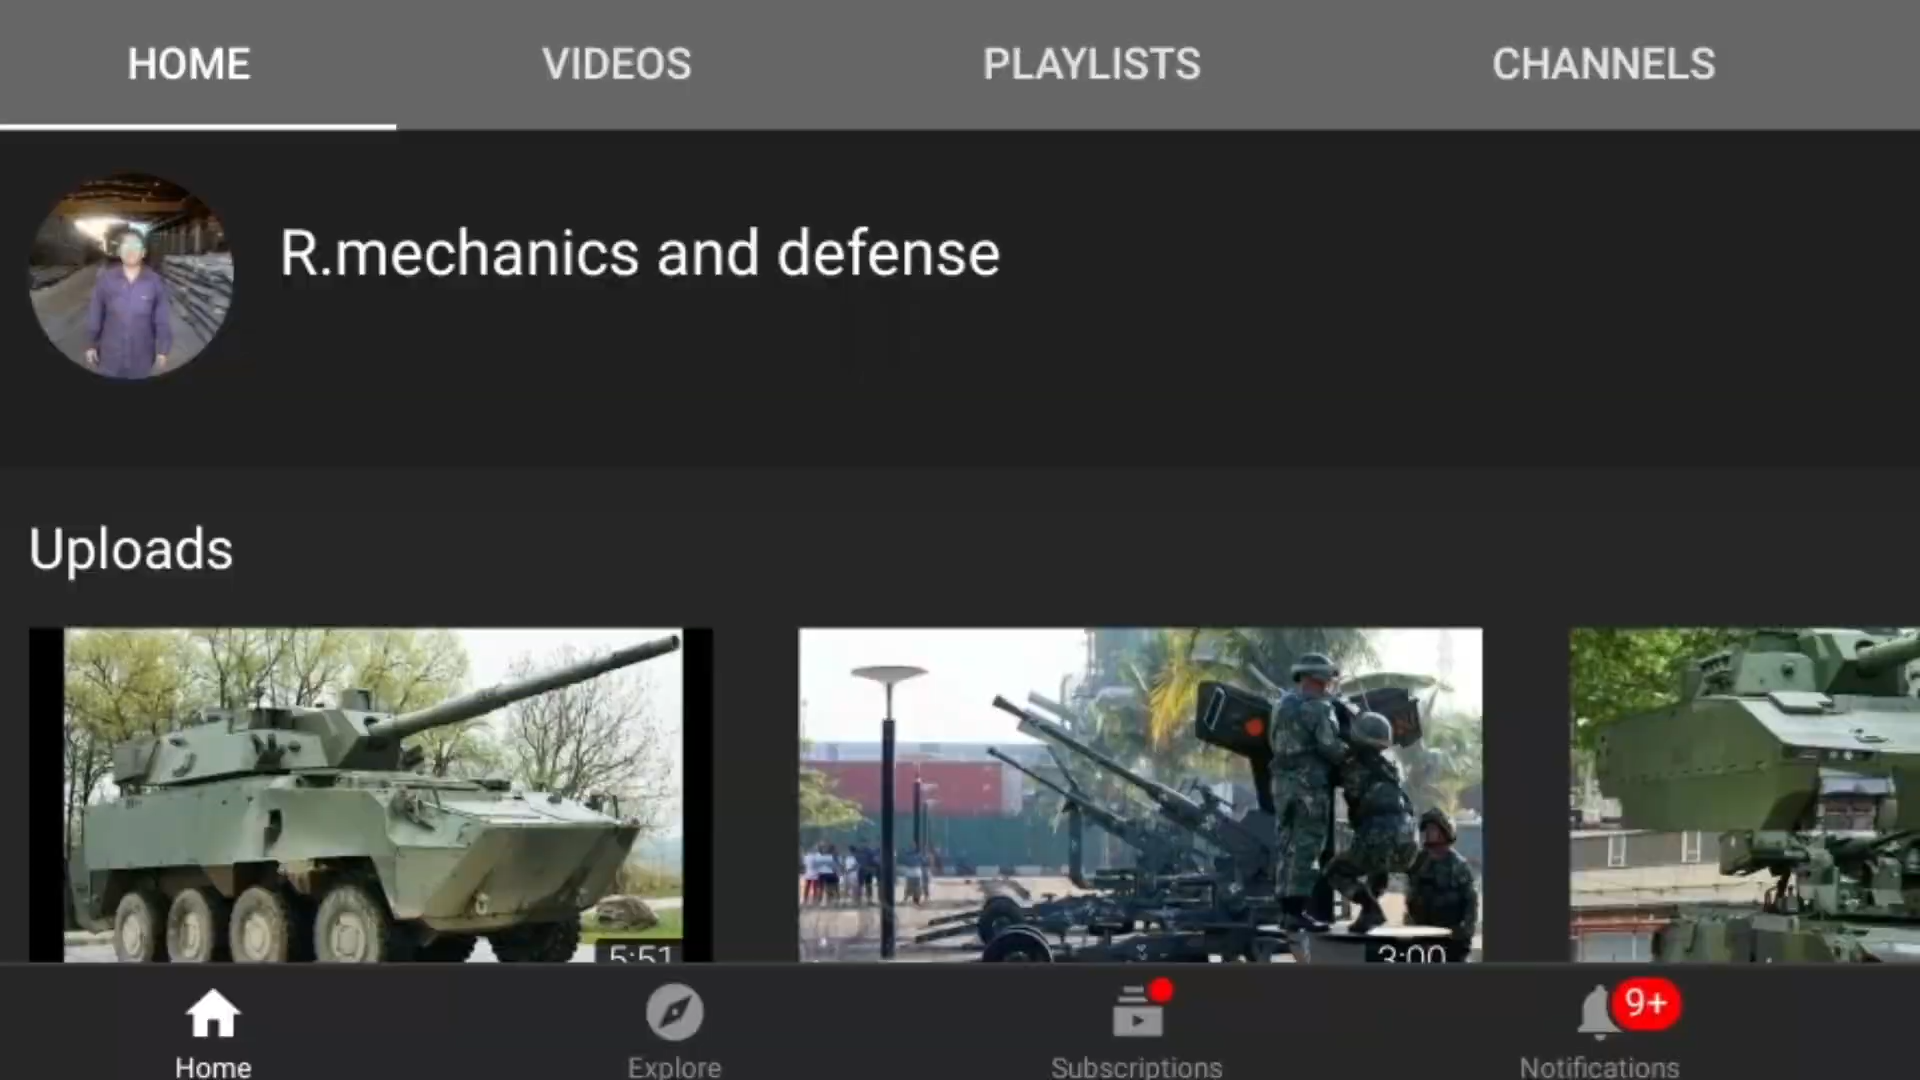 HOME VIDEOS PLAYLISTS CHANNELS
R.mechanics and defense
Uploads
5:51 3:00
9+
Home Explore Subscriptions Notifications